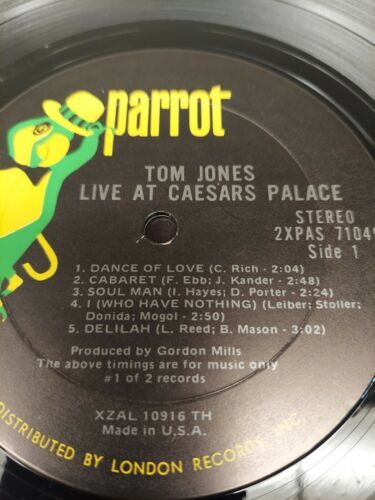 parrot
TOM JONES
LIVE AT CAESARS PALACE
STEREO
2XPAS 71049
Side 1
1. DANCE OF LOVE (C. Rich - 2:04)
2. CABARET (F. Ebb; J. Kander - 2:48)
3. SOUL MAN (I. Hayes; D. Porter - 2:24)
4. I (WHO HAVE NOTHING) (Leiber; Stoller;
Donida; Mogol - 2:50)
5. DELILAH (L. Reed; B. Mason - 3:02)
Produced by Gordon Mills
The above timings are for music only
#1 of 2 records
XZAL 10916 TH
Made in U.S.A.
DISTRIBUTED BY LONDON RECORDS, INC.